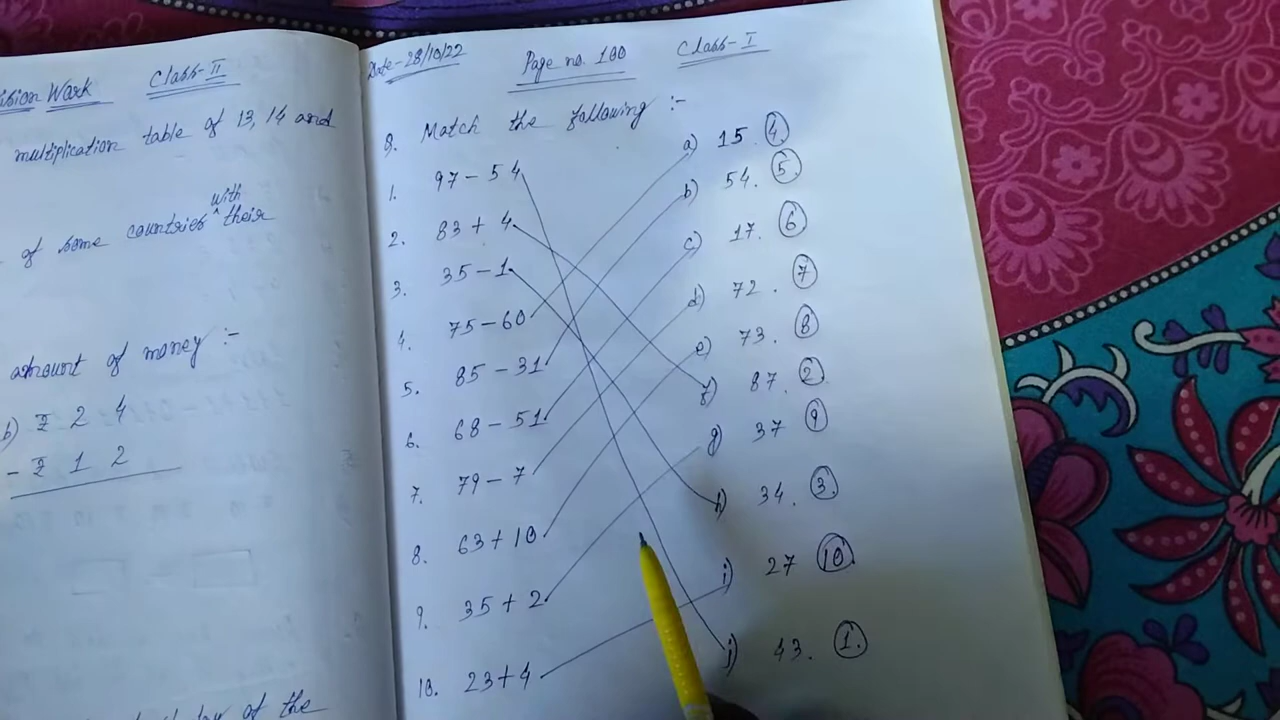 Work Class-II
multiplication table of 13, 14 and
of some countries with their
amount of money :-
b) ₹ 2 4
- ₹ 1 2
of the
Date-28/10/22 Page no. 100 Class-I
9. Match the following :-
1. 97-54 a) 15. ④
2. 83+4 b) 54. ⑤
3. 35-1 c) 17. ⑥
4. 75-60 d) 72. ⑦
5. 85-31 e) 73. ⑧
6. 68-51 f) 87. ②
7. 79-7 g) 37 ⑨
8. 63+10 h) 34. ③
9. 35+2 i) 27 ⑩
10. 23+4 j) 43. ①